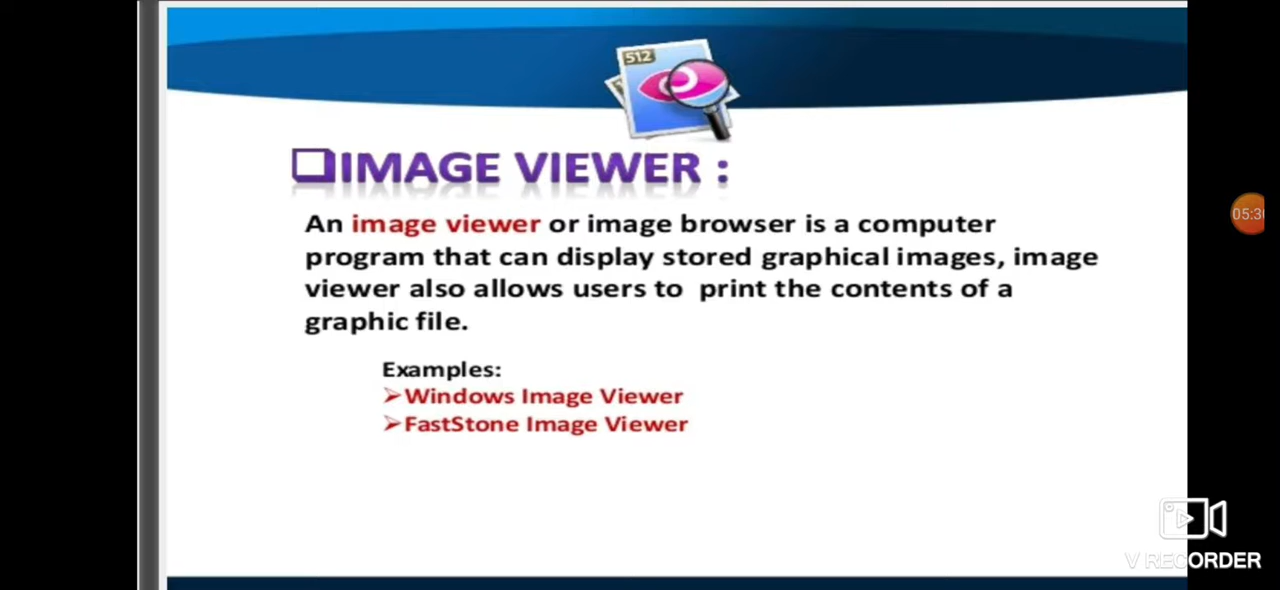 512
IMAGE VIEWER :
An image viewer or image browser is a computer
program that can display stored graphical images, image
viewer also allows users to print the contents of a
graphic file.
Examples:
➢Windows Image Viewer
➢FastStone Image Viewer
05:3
V RECORDER